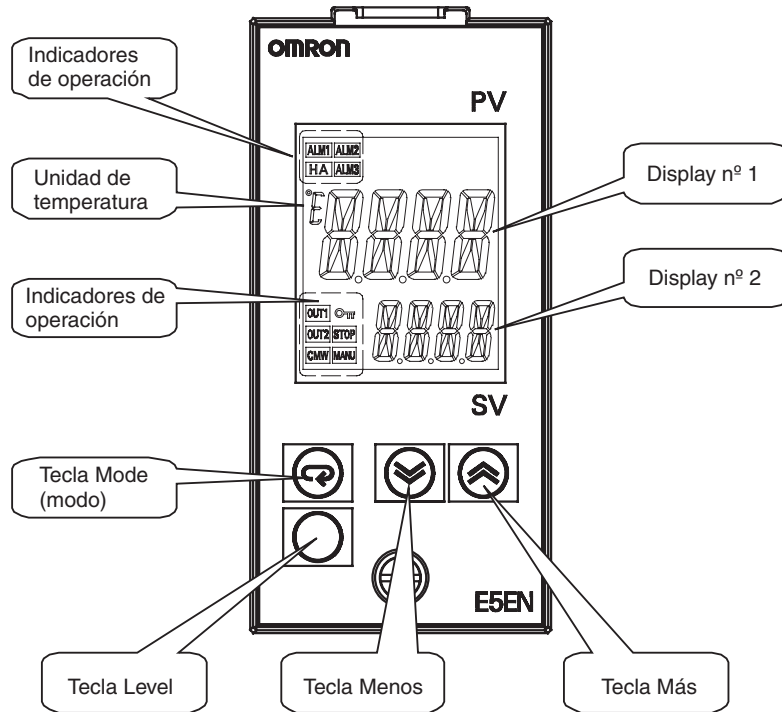 Indicadores
de operación
OMRON
PV
ALM1 ALM2
HA ALM3
Unidad de
temperatura
Display nº 1
Indicadores de
operación
Display nº 2
OUT1
OUT2 STOP
CMW MANU
SV
Tecla Mode
(modo)
E5EN
Tecla Level
Tecla Menos
Tecla Más